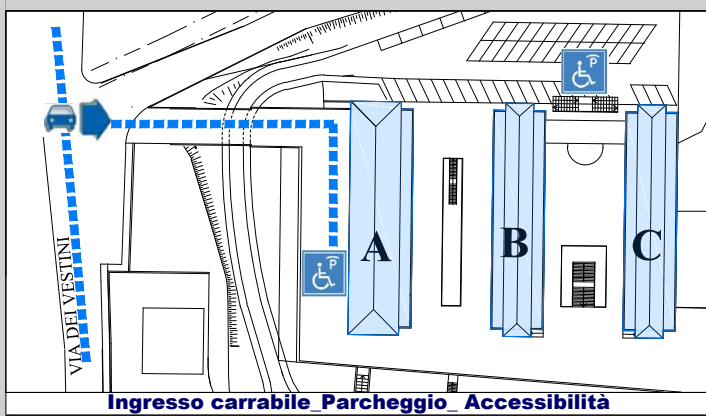 P
P
A
B
C
VIA DEI VESTINI
Ingresso carrabile_Parcheggio_ Accessibilità